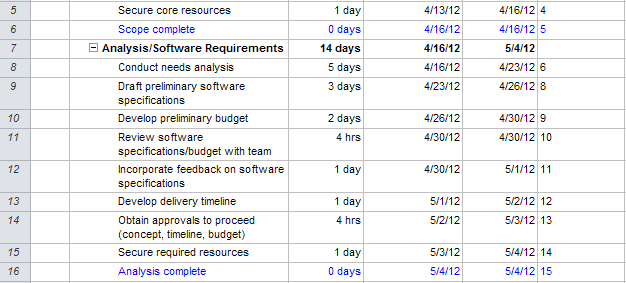 5 Secure core resources 1 day 4/13/12 4/16/12 4
6 Scope complete 0 days 4/16/12 4/16/12 5
7 Analysis/Software Requirements 14 days 4/16/12 5/4/12
8 Conduct needs analysis 5 days 4/16/12 4/23/12 6
9 Draft preliminary software 3 days 4/23/12 4/26/12 8
specifications
10 Develop preliminary budget 2 days 4/26/12 4/30/12 9
11 Review software 4 hrs 4/30/12 4/30/12 10
specifications/budget with team
12 Incorporate feedback on software 1 day 4/30/12 5/1/12 11
specifications
13 Develop delivery timeline 1 day 5/1/12 5/2/12 12
14 Obtain approvals to proceed 4 hrs 5/2/12 5/3/12 13
(concept, timeline, budget)
15 Secure required resources 1 day 5/3/12 5/4/12 14
16 Analysis complete 0 days 5/4/12 5/4/12 15